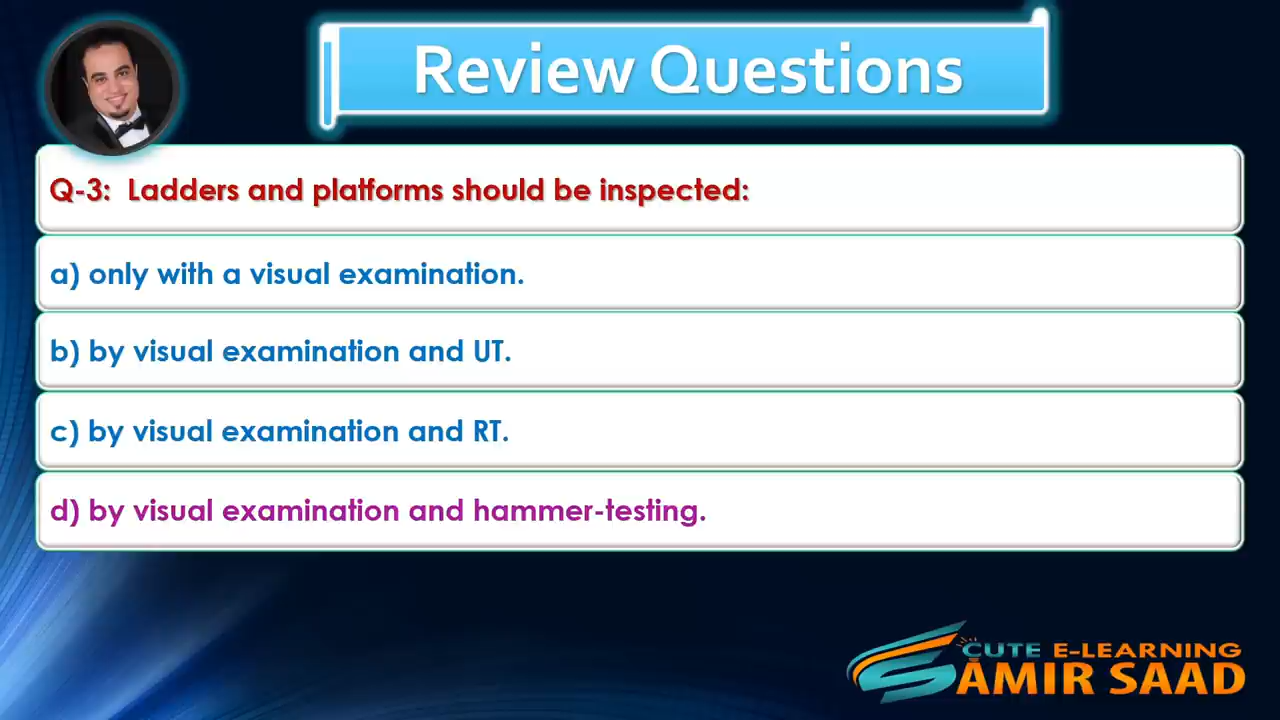 Review Questions
Q-3: Ladders and platforms should be inspected:
a) only with a visual examination.
b) by visual examination and UT.
c) by visual examination and RT.
d) by visual examination and hammer-testing.
CUTE E-LEARNING
AMIR SAAD